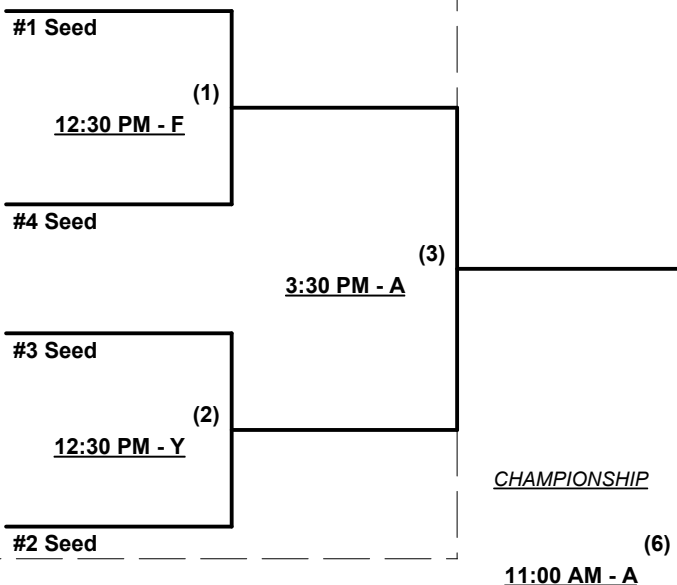 #1 Seed
(1)
12:30 PM - F
#4 Seed
(3)
3:30 PM - A
#3 Seed
(2)
12:30 PM - Y
CHAMPIONSHIP
#2 Seed
(6)
11:00 AM - A